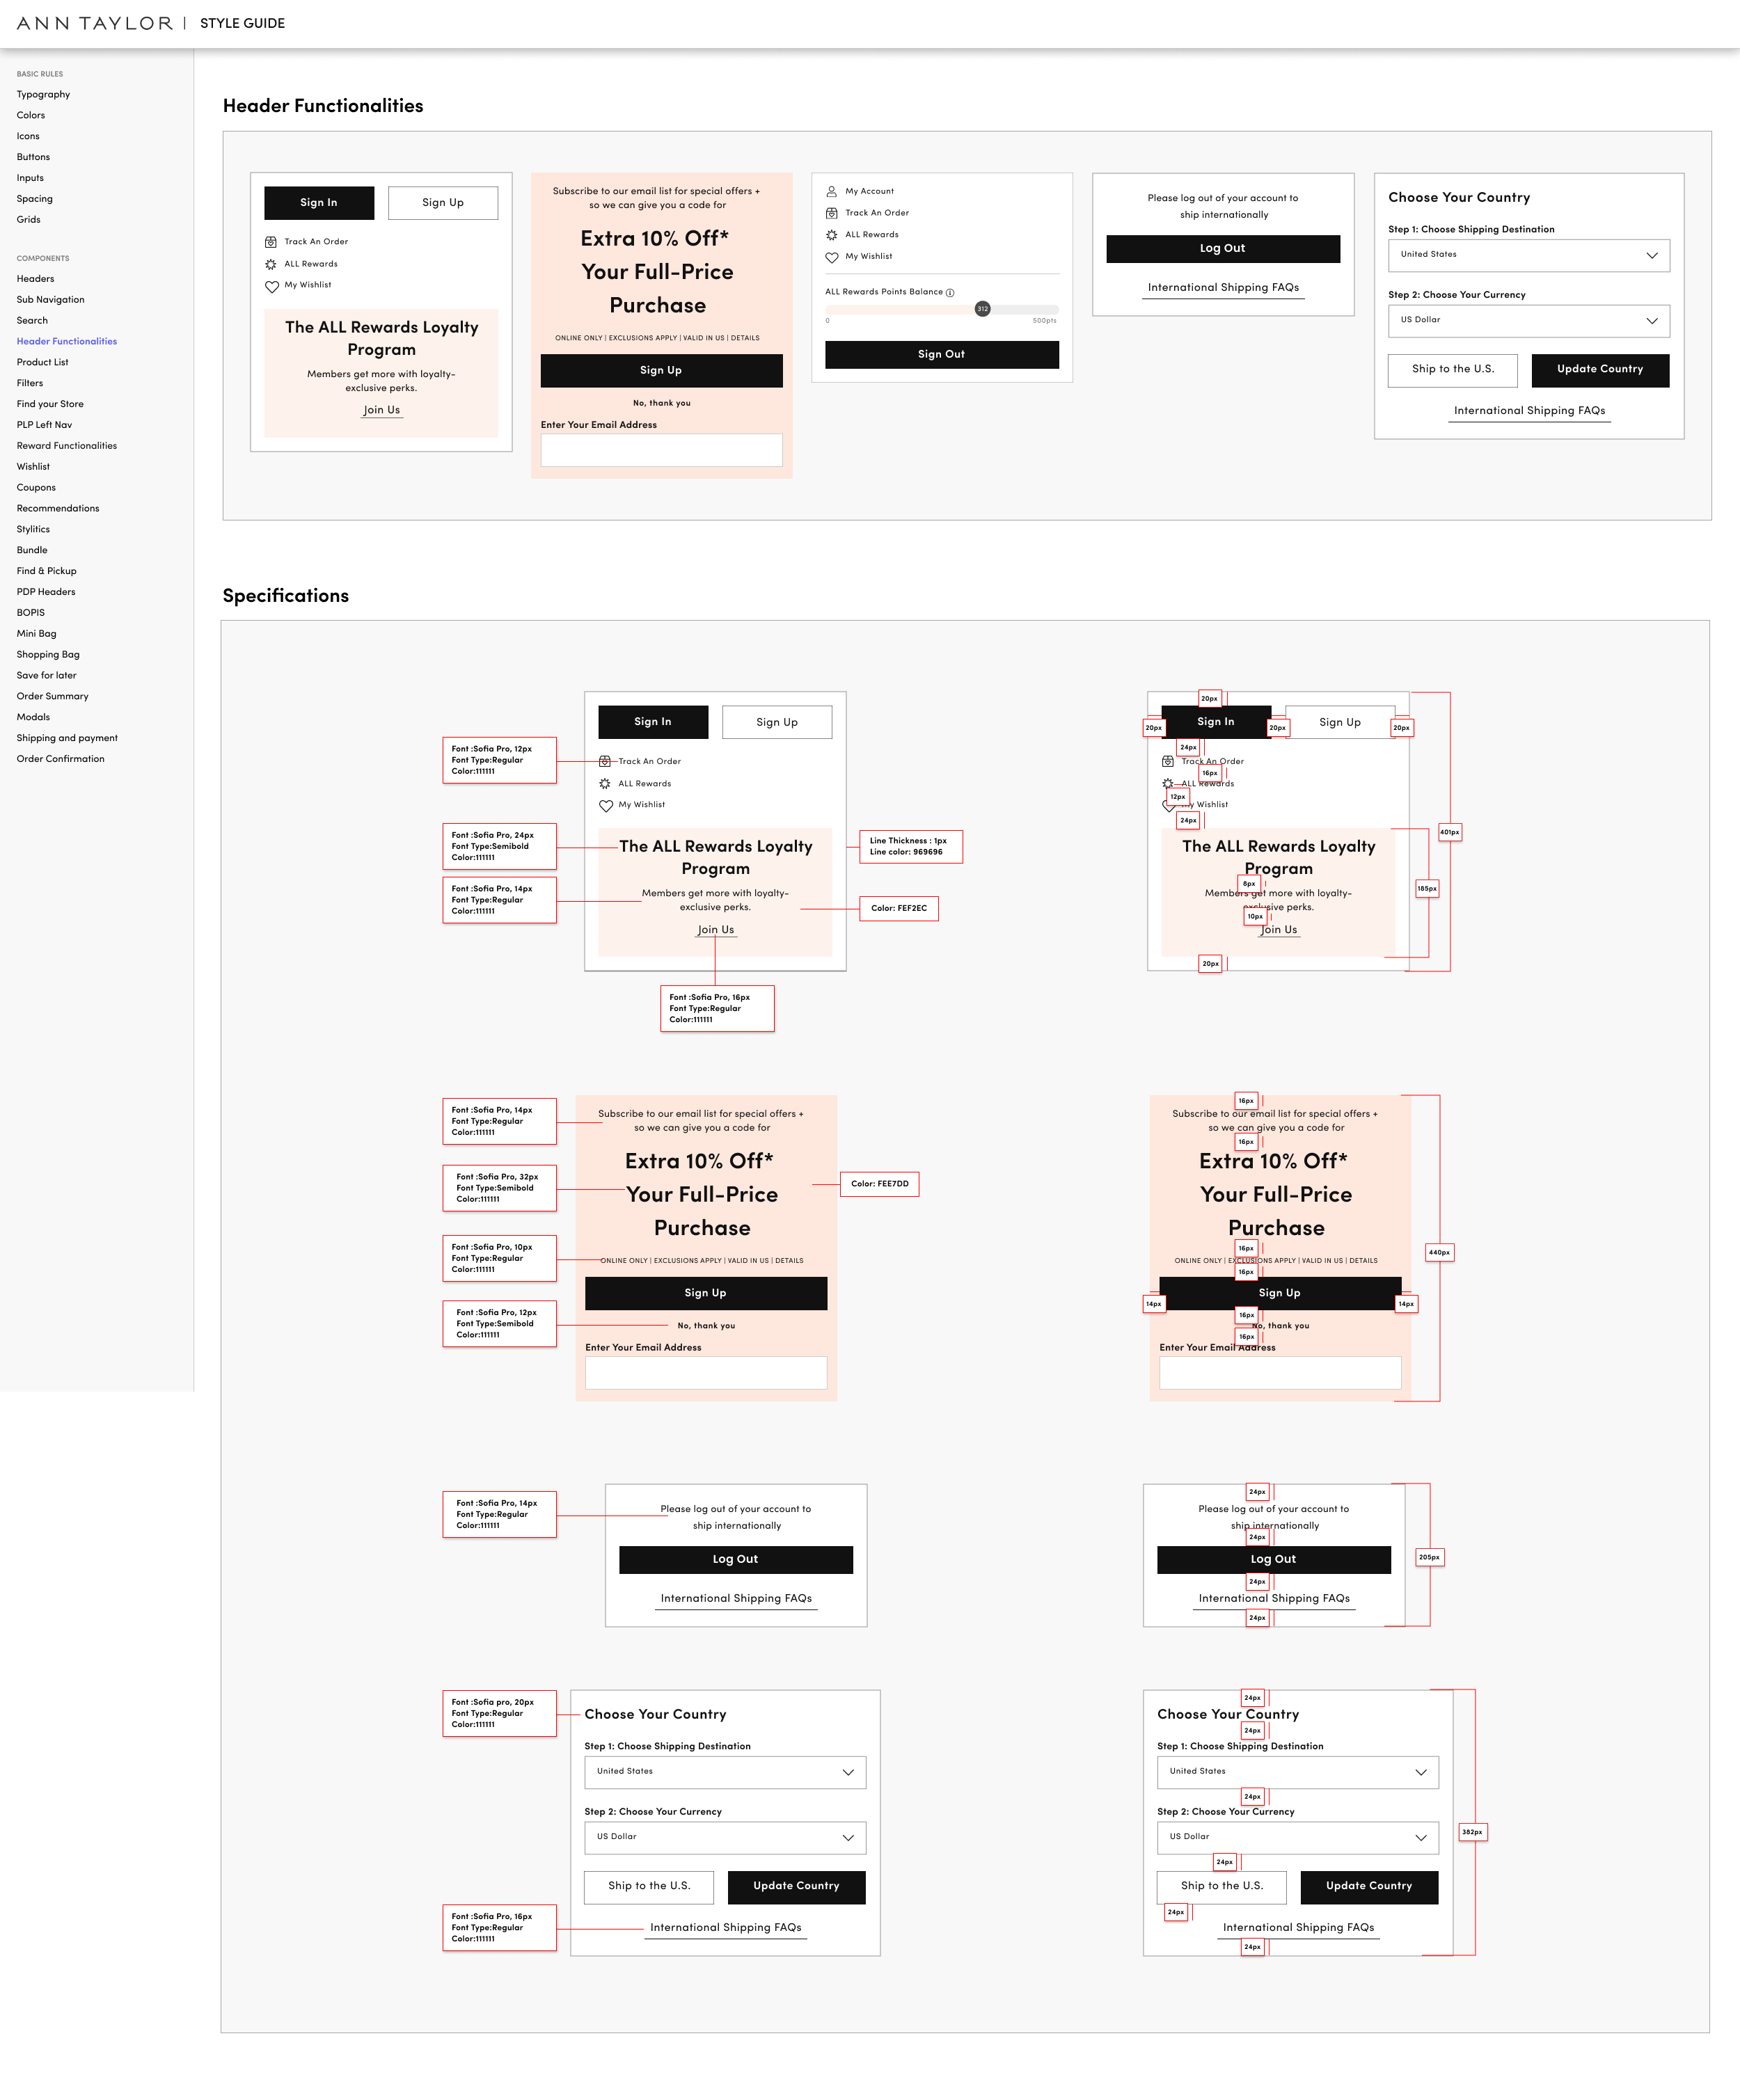 ANN TAYLOR | STYLE GUIDE
BASIC RULES
Typography
Colors
Icons
Buttons
Inputs
Spacing
Grids
COMPONENTS
Headers
Sub Navigation
Search
Header Functionalities
Product List
Filters
Find your Store
PLP Left Nav
Reward Functionalities
Wishlist
Coupons
Recommendations
Stylitics
Bundle
Find & Pickup
PDP Headers
BOPIS
Mini Bag
Shopping Bag
Save for later
Order Summary
Modals
Shipping and payment
Order Confirmation
Header Functionalities
Sign In
Sign Up
Track An Order
ALL Rewards
My Wishlist
The ALL Rewards Loyalty
Program
Members get more with loyalty-
exclusive perks.
Join Us
Subscribe to our email list for special offers +
so we can give you a code for
Extra 10% Off*
Your Full-Price
Purchase
ONLINE ONLY | EXCLUSIONS APPLY | VALID IN US | DETAILS
Sign Up
No, thank you
Enter Your Email Address
My Account
Track An Order
ALL Rewards
My Wishlist
ALL Rewards Points Balance
312
0
500pts
Sign Out
Please log out of your account to
ship internationally
Log Out
International Shipping FAQs
Choose Your Country
Step 1: Choose Shipping Destination
United States
Step 2: Choose Your Currency
US Dollar
Ship to the U.S.
Update Country
International Shipping FAQs
Specifications
Font :Sofia Pro, 12px
Font Type:Regular
Color:111111
Font :Sofia Pro, 24px
Font Type:Semibold
Color:111111
Font :Sofia Pro, 14px
Font Type:Regular
Color:111111
Sign In
Sign Up
Track An Order
ALL Rewards
My Wishlist
The ALL Rewards Loyalty
Program
Members get more with loyalty-
exclusive perks.
Join Us
Line Thickness : 1px
Line color: 969696
Color: FEF2EC
Font :Sofia Pro, 16px
Font Type:Regular
Color:111111
20px
Sign In
Sign Up
20px
20px
20px
24px
Track An Order
16px
ALL Rewards
12px
My Wishlist
24px
The ALL Rewards Loyalty
Program
8px
Members get more with loyalty-
exclusive perks.
10px
Join Us
20px
401px
185px
Font :Sofia Pro, 14px
Font Type:Regular
Color:111111
Font :Sofia Pro, 32px
Font Type:Semibold
Color:111111
Font :Sofia Pro, 10px
Font Type:Regular
Color:111111
Font :Sofia Pro, 12px
Font Type:Semibold
Color:111111
Subscribe to our email list for special offers +
so we can give you a code for
Extra 10% Off*
Your Full-Price
Purchase
ONLINE ONLY | EXCLUSIONS APPLY | VALID IN US | DETAILS
Sign Up
No, thank you
Enter Your Email Address
Color: FEE7DD
16px
Subscribe to our email list for special offers +
so we can give you a code for
16px
Extra 10% Off*
Your Full-Price
Purchase
16px
ONLINE ONLY | EXCLUSIONS APPLY | VALID IN US | DETAILS
16px
Sign Up
14px
14px
16px
No, thank you
16px
Enter Your Email Address
440px
Font :Sofia Pro, 14px
Font Type:Regular
Color:111111
Please log out of your account to
ship internationally
Log Out
International Shipping FAQs
24px
Please log out of your account to
ship internationally
24px
Log Out
24px
International Shipping FAQs
24px
205px
Font :Sofia pro, 20px
Font Type:Regular
Color:111111
Choose Your Country
Step 1: Choose Shipping Destination
United States
Step 2: Choose Your Currency
US Dollar
Ship to the U.S.
Update Country
International Shipping FAQs
Font :Sofia Pro, 16px
Font Type:Regular
Color:111111
24px
Choose Your Country
24px
Step 1: Choose Shipping Destination
United States
24px
Step 2: Choose Your Currency
US Dollar
24px
Ship to the U.S.
Update Country
24px
International Shipping FAQs
24px
382px